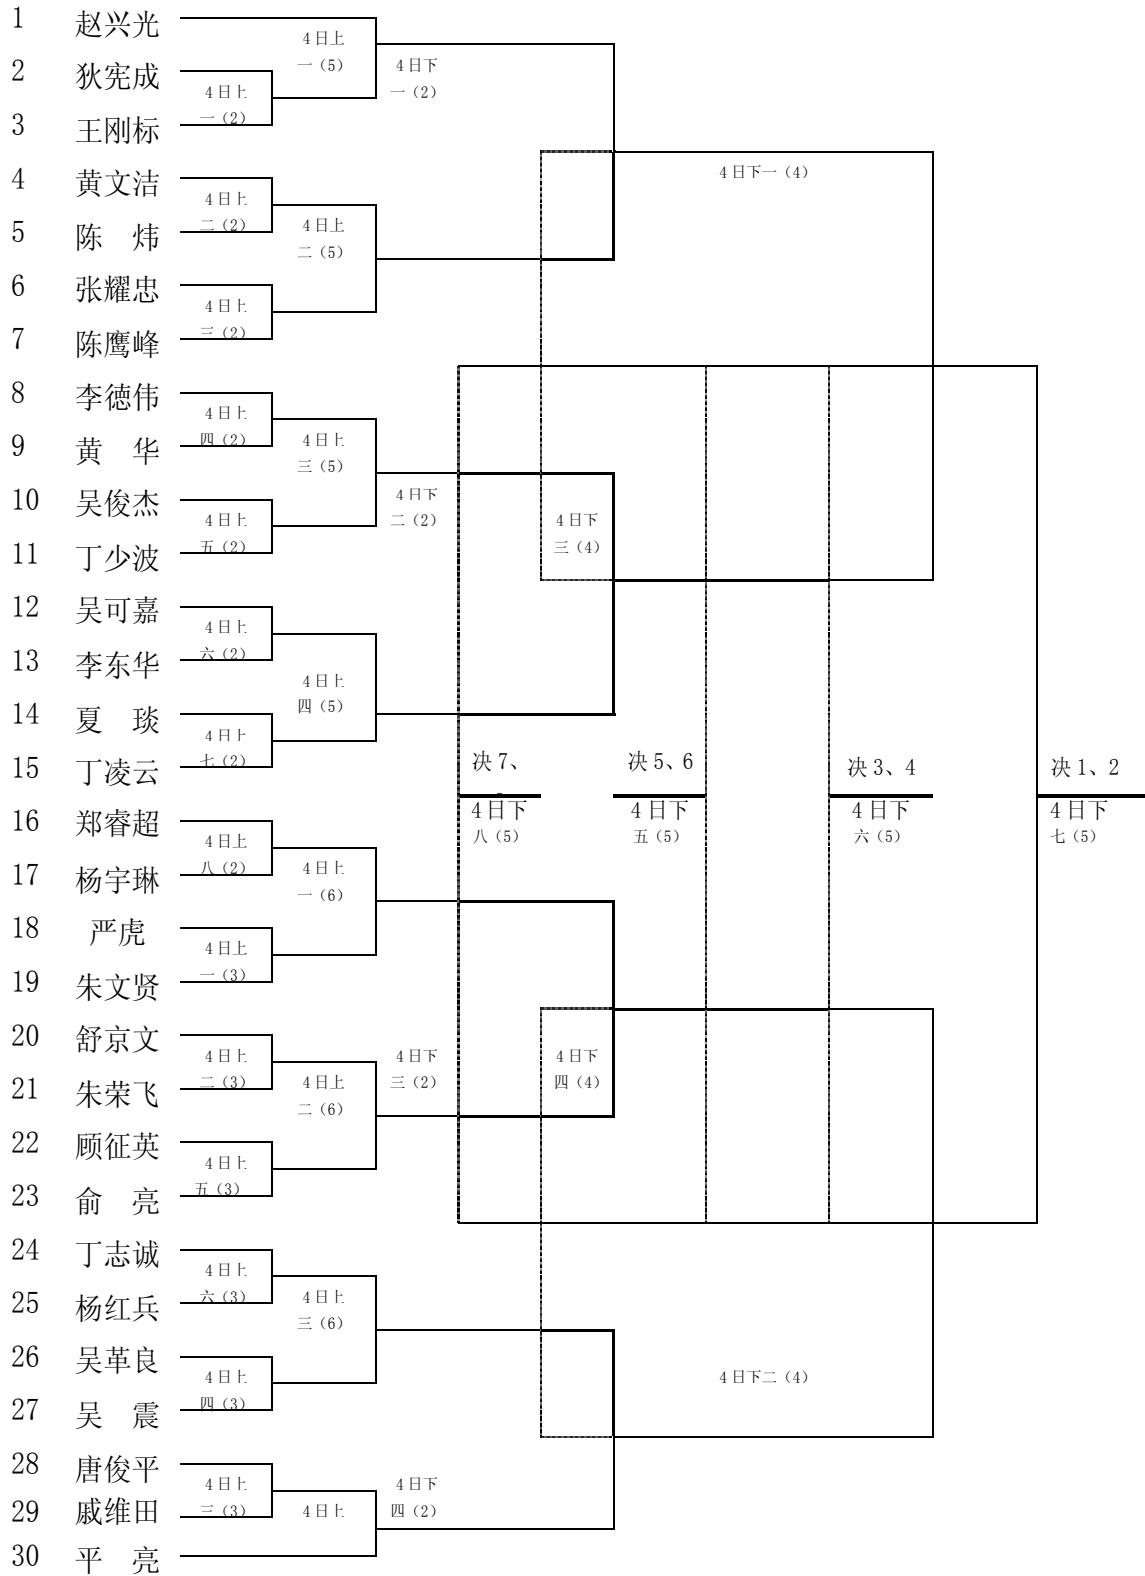 1 赵兴光
4日上
一（5）
4日下
一（2）
2 狄宪成
4日上
一（2）
3 王刚标
4日下一（4）
4 黄文洁
4日上
二（2）
4日上
二（5）
5 陈 炜
6 张耀忠
4日上
三（2）
7 陈鹰峰
8 李德伟
4日上
四（2）
4日上
三（5）
9 黄 华
4日下
二（2）
10 吴俊杰
4日上
五（2）
4日下
三（4）
11 丁少波
12 吴可嘉
4日上
六（2）
13 李东华
4日上
四（5）
14 夏 琰
4日上
七（2）
15 丁凌云
决7、
4日下
八（5）
决5、6
4日下
五（5）
决3、4
4日下
六（5）
决1、2
4日下
七（5）
16 郑睿超
4日上
八（2）
4日上
一（6）
17 杨宇琳
18 严虎
4日上
一（3）
19 朱文贤
20 舒京文
4日上
二（3）
4日下
三（2）
4日下
四（4）
4日上
二（6）
21 朱荣飞
22 顾征英
4日上
五（3）
23 俞 亮
24 丁志诚
4日上
六（3）
4日上
三（6）
25 杨红兵
26 吴革良
4日上
四（3）
4日下二（4）
27 吴 震
28 唐俊平
4日上
三（3）
4日下
四（2）
29 戚维田
4日上
30 平 亮